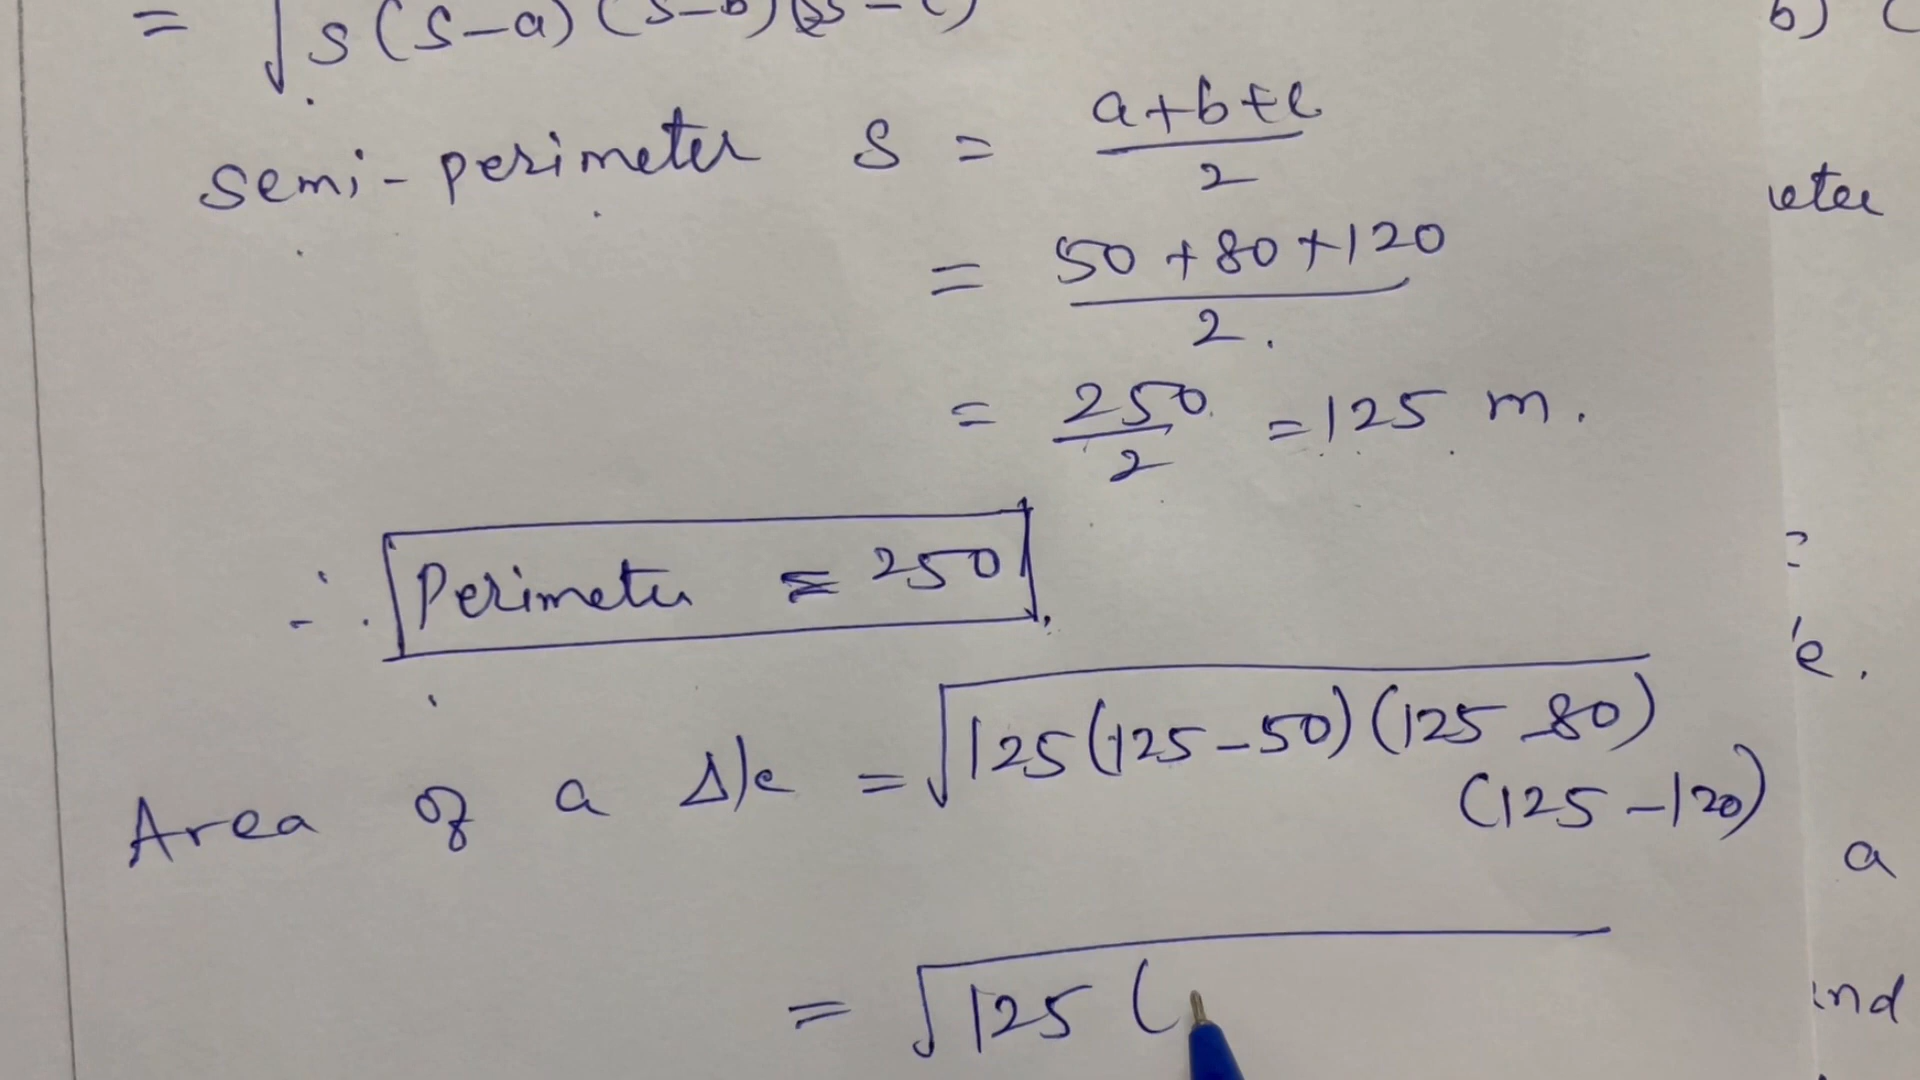 = √s(s-a)(s-b)(s-c)
semi-perimeter s = a+b+c
2
= 50+80+120
2.
= 250 = 125 m.
2
∴ Perimeter = 250.
Area of a Δle = √125(125-50)(125-80)
(125-120)
= √125 (
b) (
a